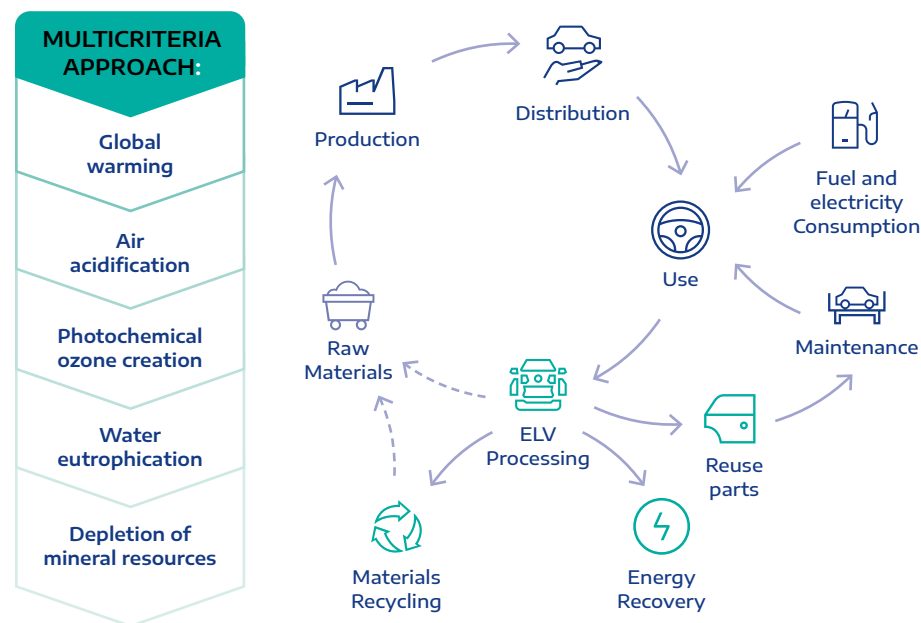 MULTICRITERIA
APPROACH:
Global
warming
Air
acidification
Photochemical
ozone creation
Water
eutrophication
Depletion of
mineral resources
Production
Distribution
Fuel and
electricity
Consumption
Use
Maintenance
Raw
Materials
ELV
Processing
Reuse
parts
Materials
Recycling
Energy
Recovery